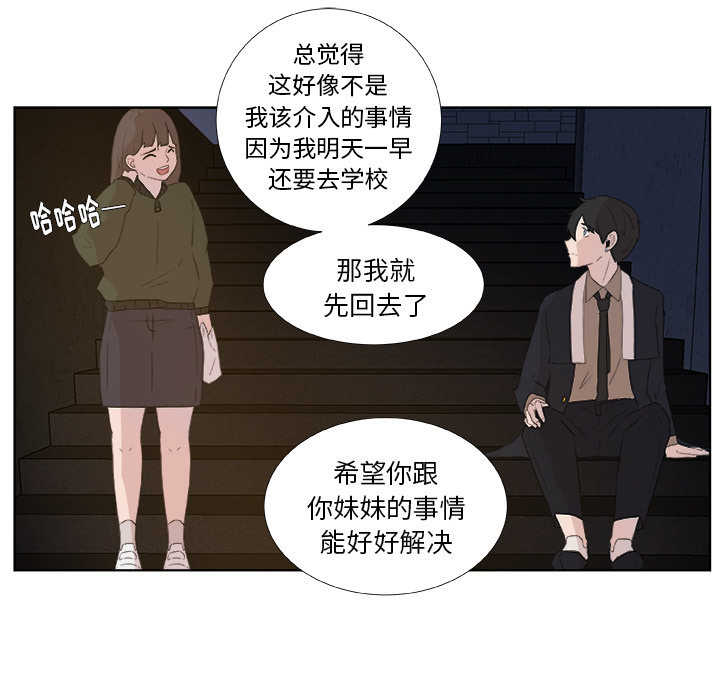 总觉得
这好像不是
我该介入的事情
因为我明天一早
还要去学校
哈哈哈—
那我就
先回去了
希望你跟
你妹妹的事情
能好好解决